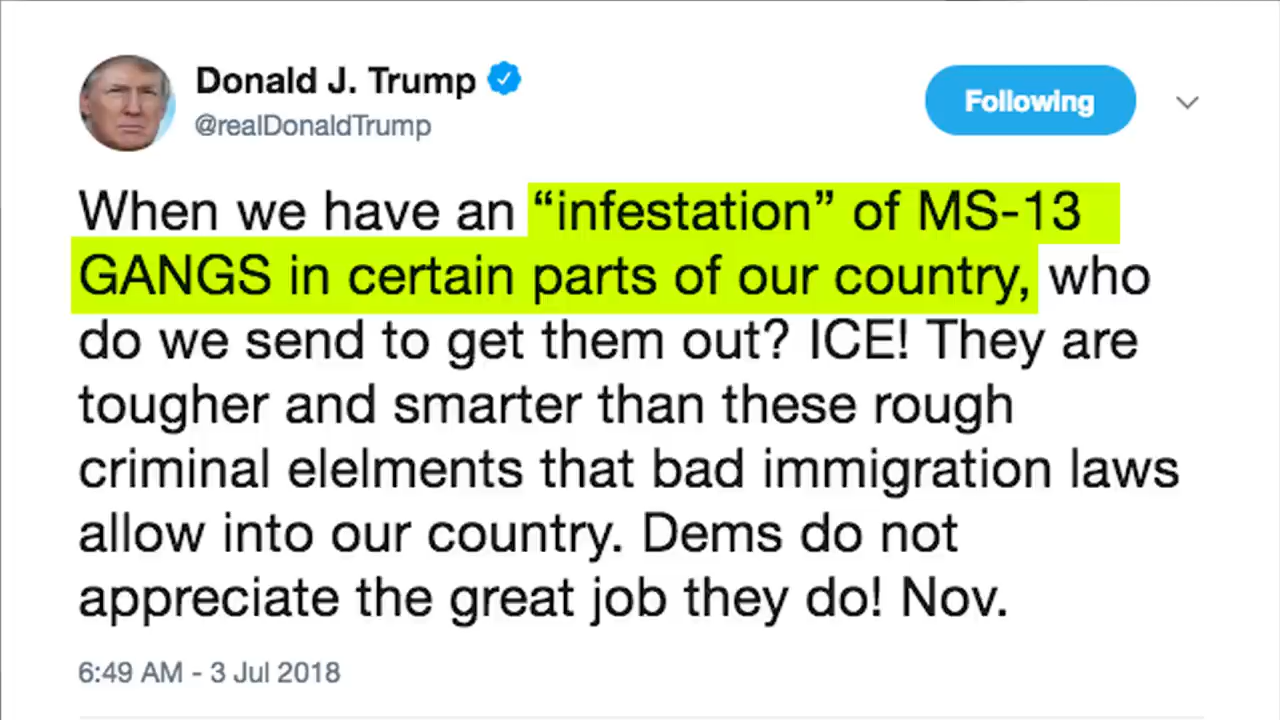 Donald J. Trump
@realDonaldTrump
Following
When we have an “infestation” of MS-13
GANGS in certain parts of our country, who
do we send to get them out? ICE! They are
tougher and smarter than these rough
criminal elelments that bad immigration laws
allow into our country. Dems do not
appreciate the great job they do! Nov.
6:49 AM - 3 Jul 2018